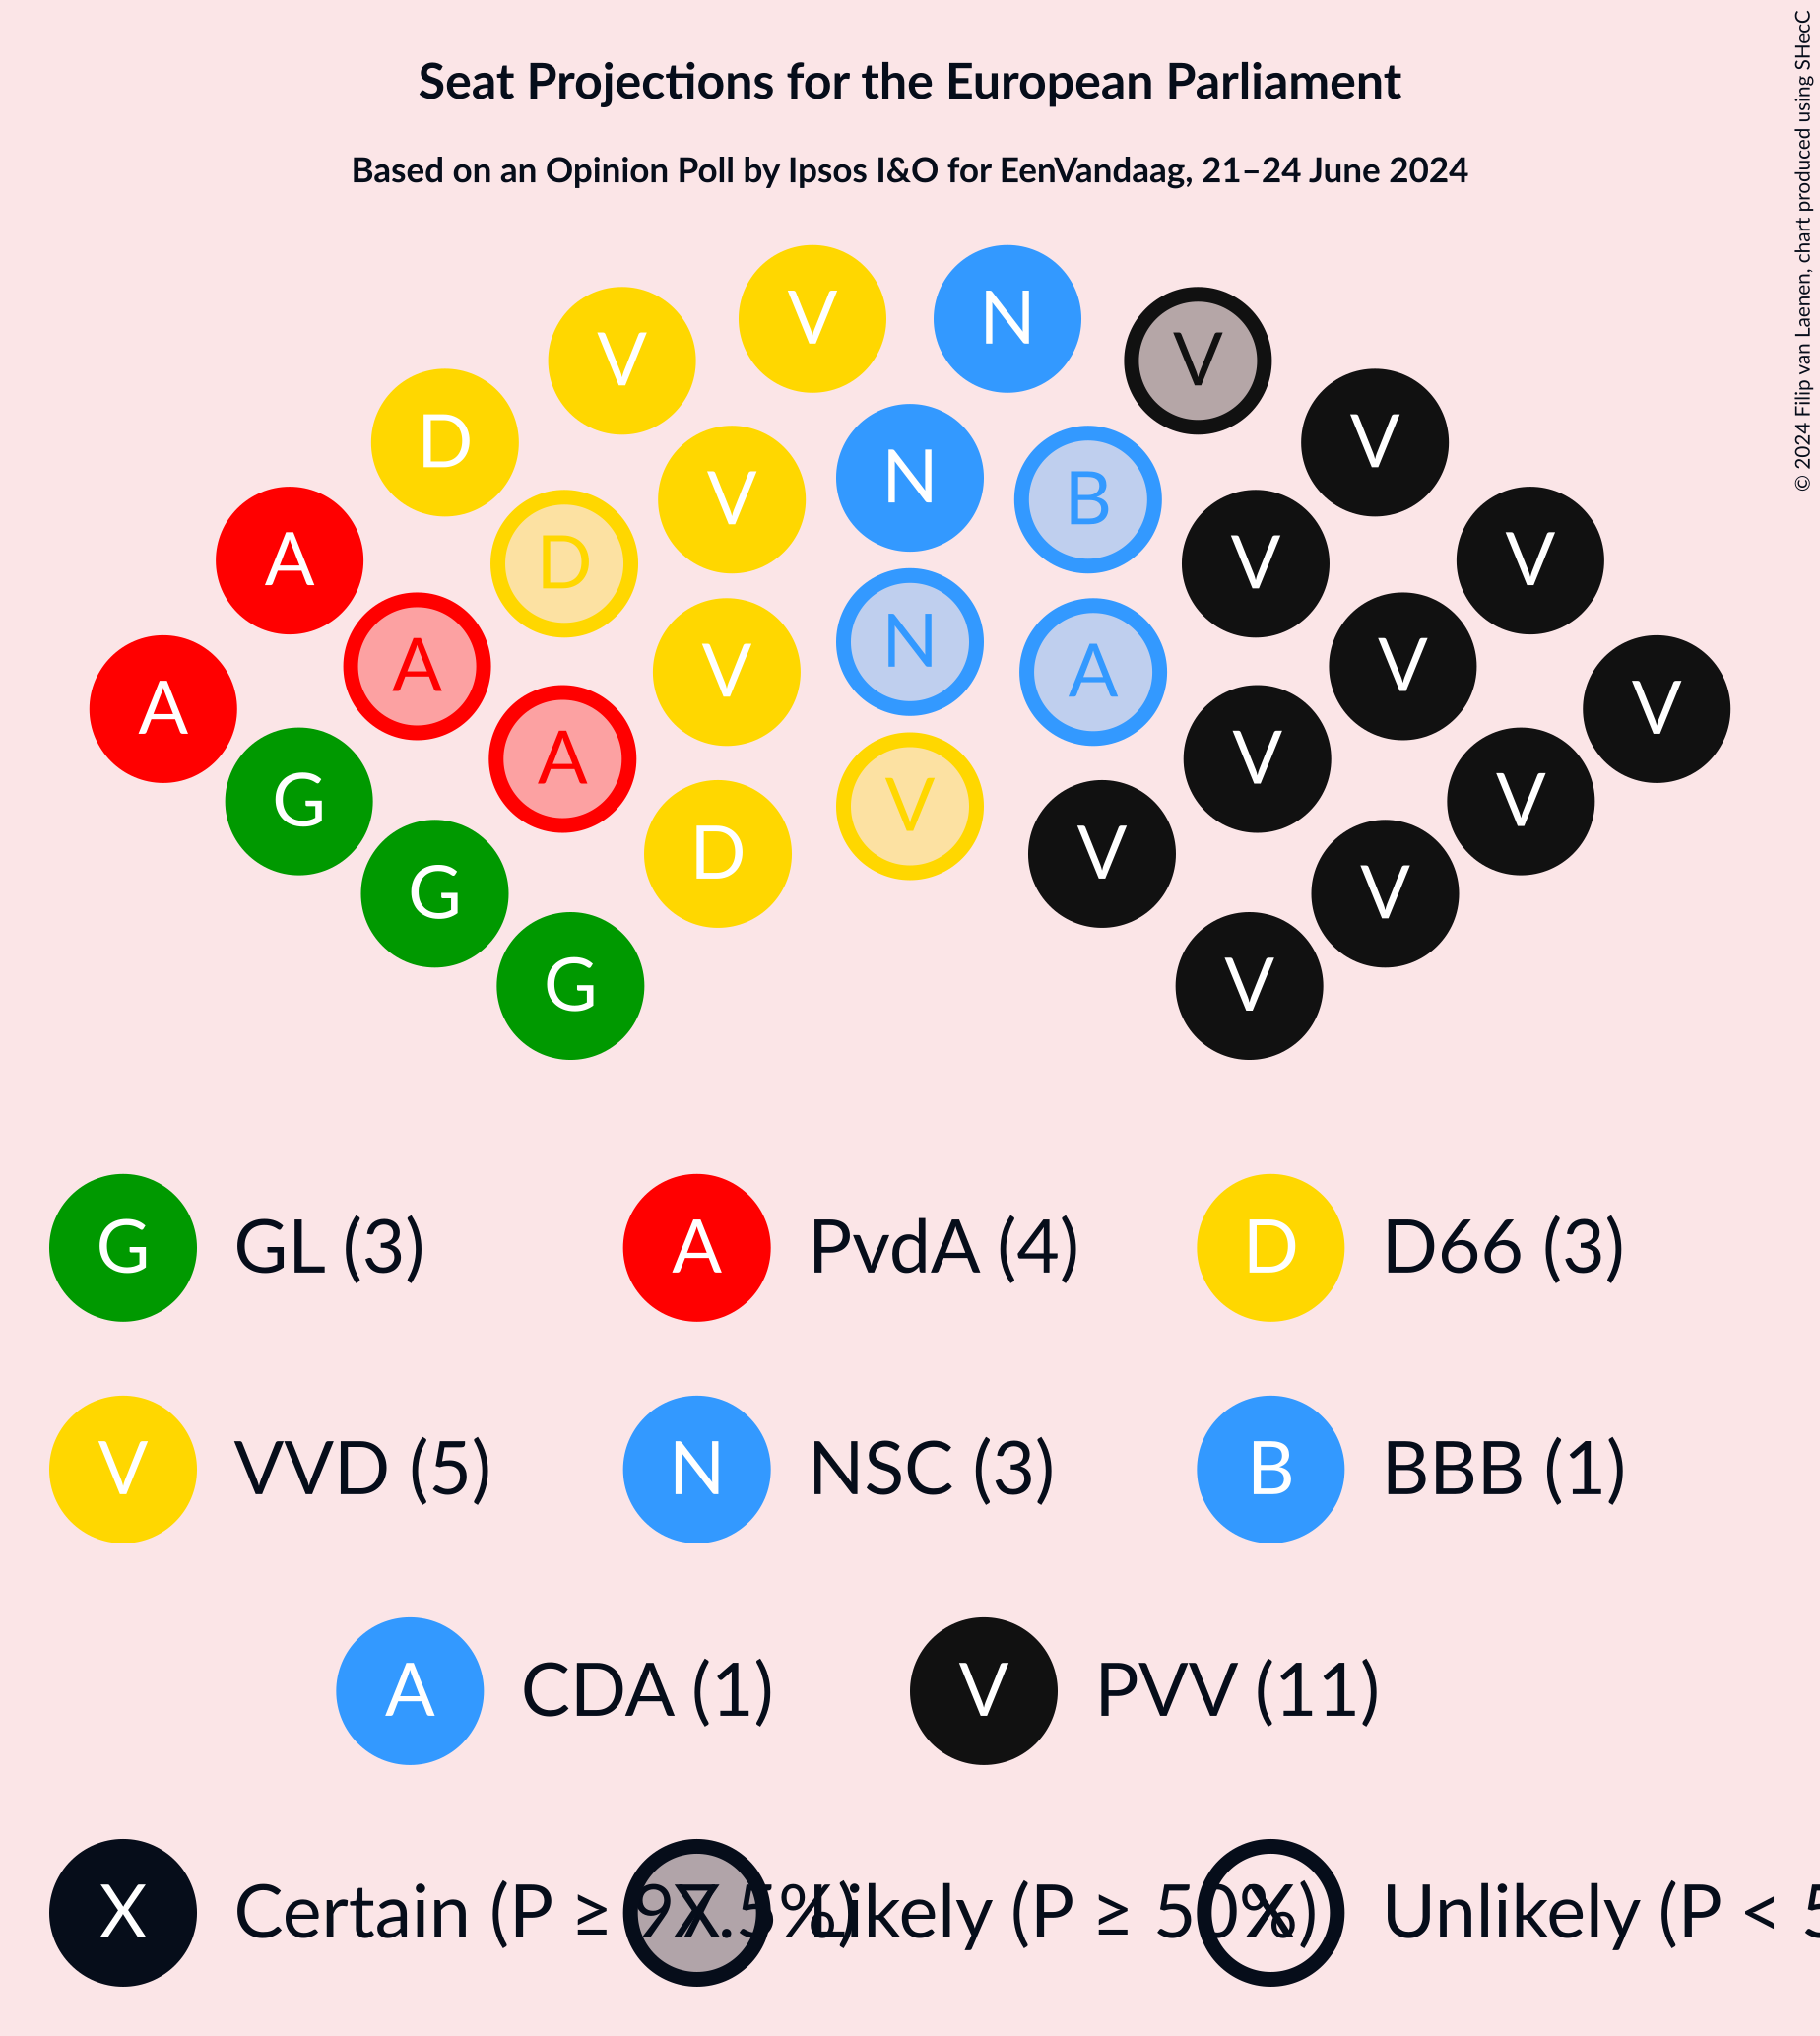 Seat Projections for the European Parliament
Based on an Opinion Poll by Ipsos I&O for EenVandaag, 21–24 June 2024
© 2024 Filip van Laenen, chart produced using SHecC
V V N
V V
D V
N
V B
A D V V
V
N
A V A V
A V
A V
G V V
D V
G V
G V
G GL (3) A PvdA (4) D D66 (3)
V VVD (5) N NSC (3) B BBB (1)
A CDA (1) V PVV (11)
X Certain (P ≥ 97.5%) X Likely (P ≥ 50%) X Unlikely (P < 5